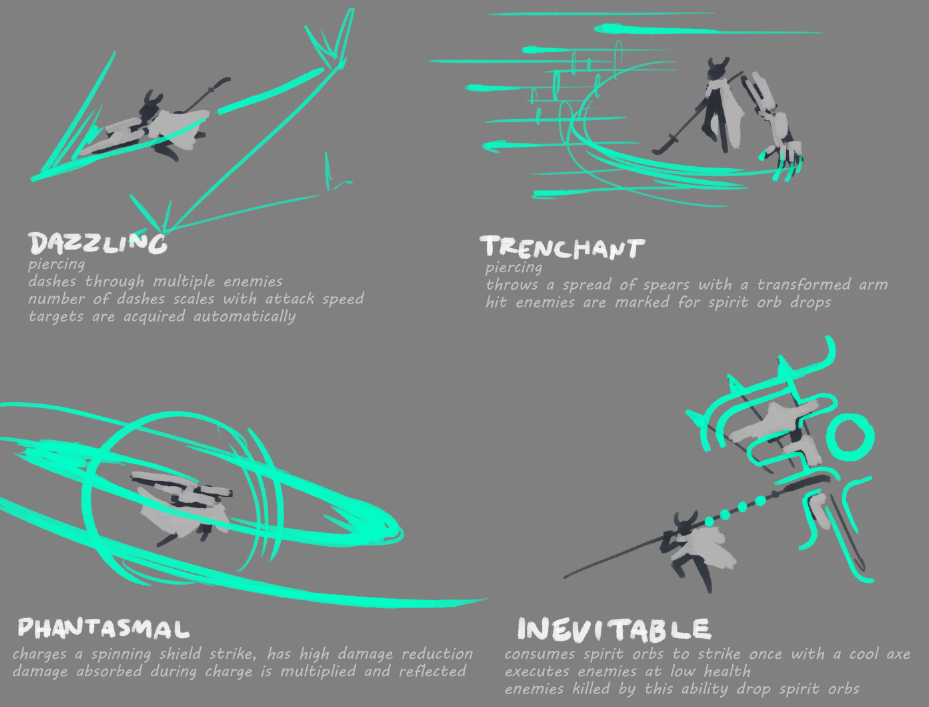 DAZZLING
piercing
dashes through multiple enemies
number of dashes scales with attack speed
targets are acquired automatically
TRENCHANT
piercing
throws a spread of spears with a transformed arm
hit enemies are marked for spirit orb drops
PHANTASMAL
charges a spinning shield strike, has high damage reduction
damage absorbed during charge is multiplied and reflected
INEVITABLE
consumes spirit orbs to strike once with a cool axe
executes enemies at low health
enemies killed by this ability drop spirit orbs